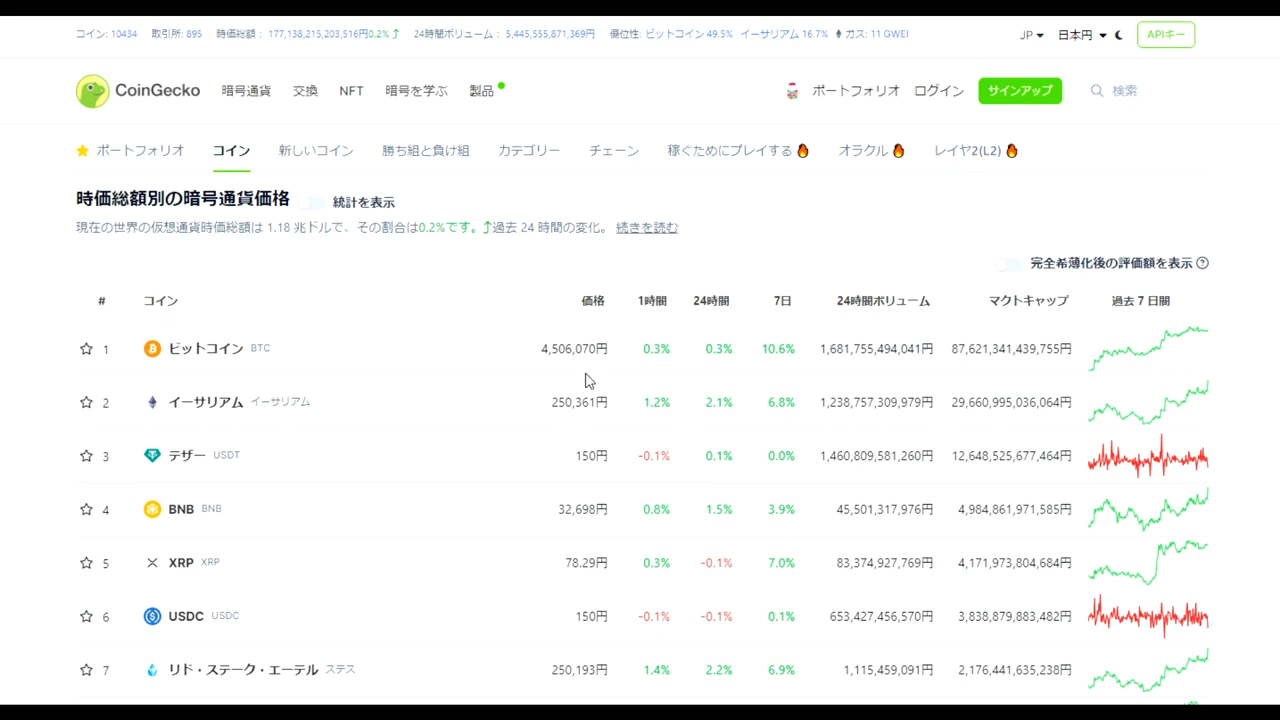 コイン: 10434 取引所: 895 時価総額： 177,138,215,203,516円0.2% 24時間ボリューム： 5,445,555,871,369円 優位性: ビットコイン 49.5% イーサリアム 16.7% ガス: 11 GWEI JP 日本円 APIキー
CoinGecko 暗号通貨 交換 NFT 暗号を学ぶ 製品 ポートフォリオ ログイン サインアップ 検索
ポートフォリオ コイン 新しいコイン 勝ち組と負け組 カテゴリー チェーン 稼ぐためにプレイする オラクル レイヤ2(L2)
時価総額別の暗号通貨価格 統計を表示
現在の世界の仮想通貨時価総額は 1.18 兆ドルで、その割合は0.2%です。過去 24 時間の変化。 続きを読む
完全希薄化後の評価額を表示
# コイン 価格 1時間 24時間 7日 24時間ボリューム マクトキャップ 過去 7 日間
1 ビットコイン BTC 4,506,070円 0.3% 0.3% 10.6% 1,681,755,494,041円 87,621,341,439,755円
2 イーサリアム イーサリアム 250,361円 1.2% 2.1% 6.8% 1,238,757,309,979円 29,660,995,036,064円
3 テザー USDT 150円 -0.1% 0.1% 0.0% 1,460,809,581,260円 12,648,525,677,464円
4 BNB BNB 32,698円 0.8% 1.5% 3.9% 45,501,317,976円 4,984,861,971,585円
5 XRP XRP 78.29円 0.3% -0.1% 7.0% 83,374,927,769円 4,171,973,804,684円
6 USDC USDC 150円 -0.1% -0.1% 0.1% 653,427,456,570円 3,838,879,883,482円
7 リド・ステーク・エーテル ステス 250,193円 1.4% 2.2% 6.9% 1,115,459,091円 2,176,441,635,238円